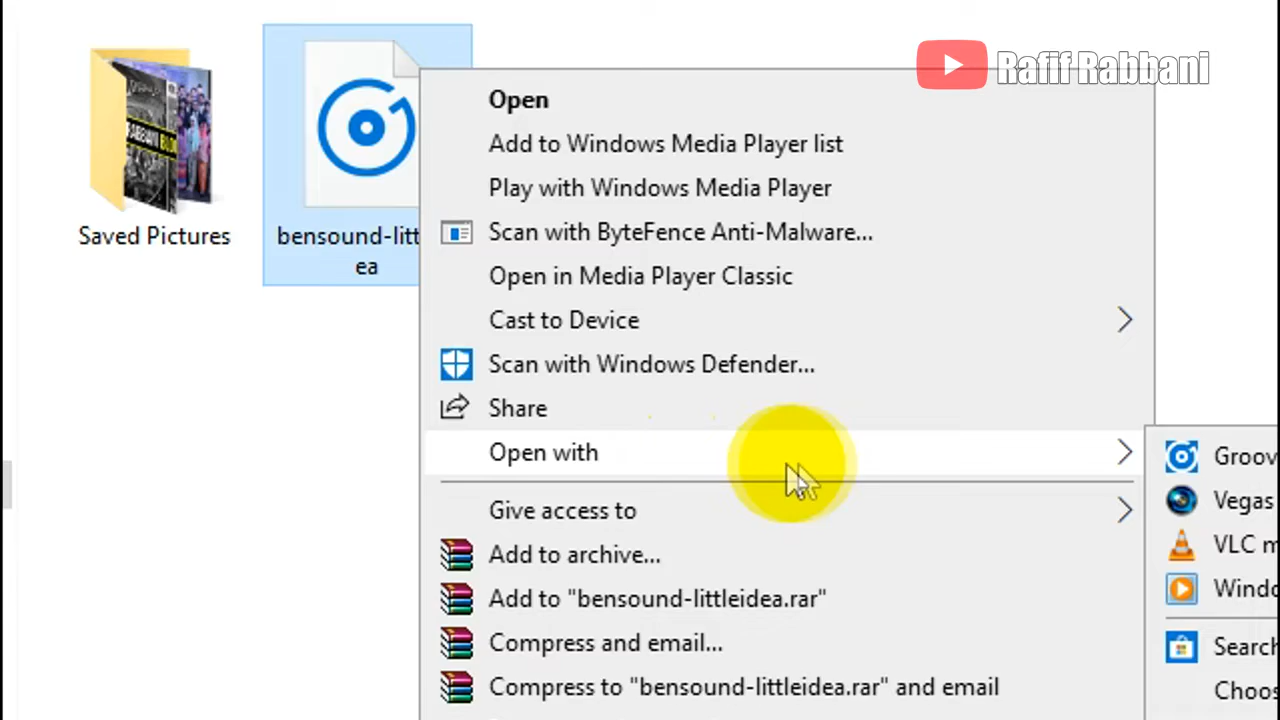 Rafif Rabbani
Saved Pictures
bensound-litt
ea
Open
Add to Windows Media Player list
Play with Windows Media Player
Scan with ByteFence Anti-Malware...
Open in Media Player Classic
Cast to Device
Scan with Windows Defender...
Share
Open with
Give access to
Add to archive...
Add to "bensound-littleidea.rar"
Compress and email...
Compress to "bensound-littleidea.rar" and email
Groov
Vegas
VLC m
Windo
Search
Choos